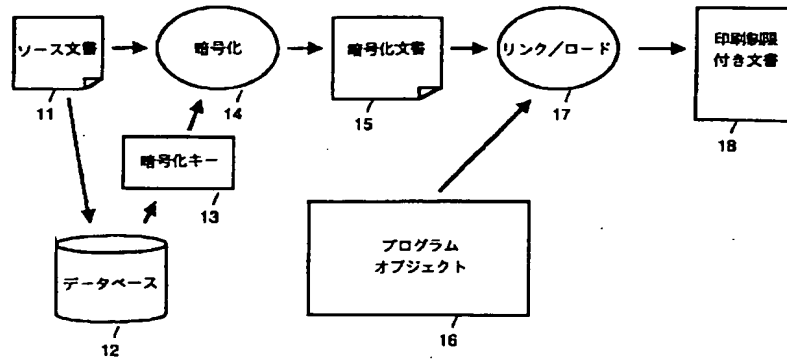 ソース文書
11
暗号化
14
暗号化文書
15
リンク/ロード
17
印刷制限
付き文書
18
暗号化キー
13
データベース
12
プログラム
オブジェクト
16